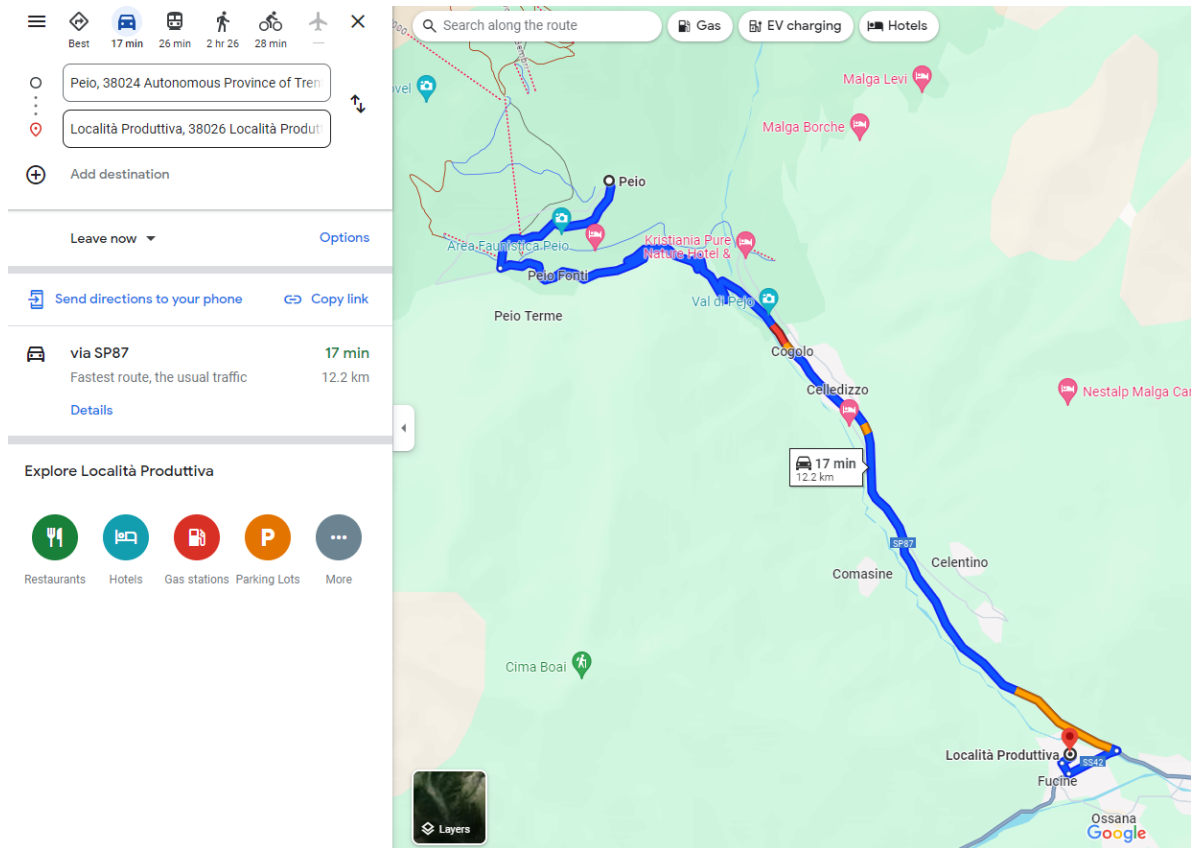 Best
17 min
26 min
2 hr 26
28 min
Peio, 38024 Autonomous Province of Tren
Località Produttiva, 38026 Località Produt
Add destination
Leave now
Options
Send directions to your phone
Copy link
via SP87
17 min
Fastest route, the usual traffic
12.2 km
Details
Explore Località Produttiva
Restaurants
Hotels
Gas stations
Parking Lots
More
Search along the route
Gas
EV charging
Hotels
Malga Levi
Malga Borche
Peio
Area Faunistica Peio
Kristiania Pure
Nature Hotel &
Peio Fonti
Val di Pejo
Peio Terme
Cogolo
Celledizzo
Nestalp Malga Car
17 min
12.2 km
SP87
Celentino
Comasine
Cima Boai
Località Produttiva
SS42
Fucine
Ossana
Layers
Google